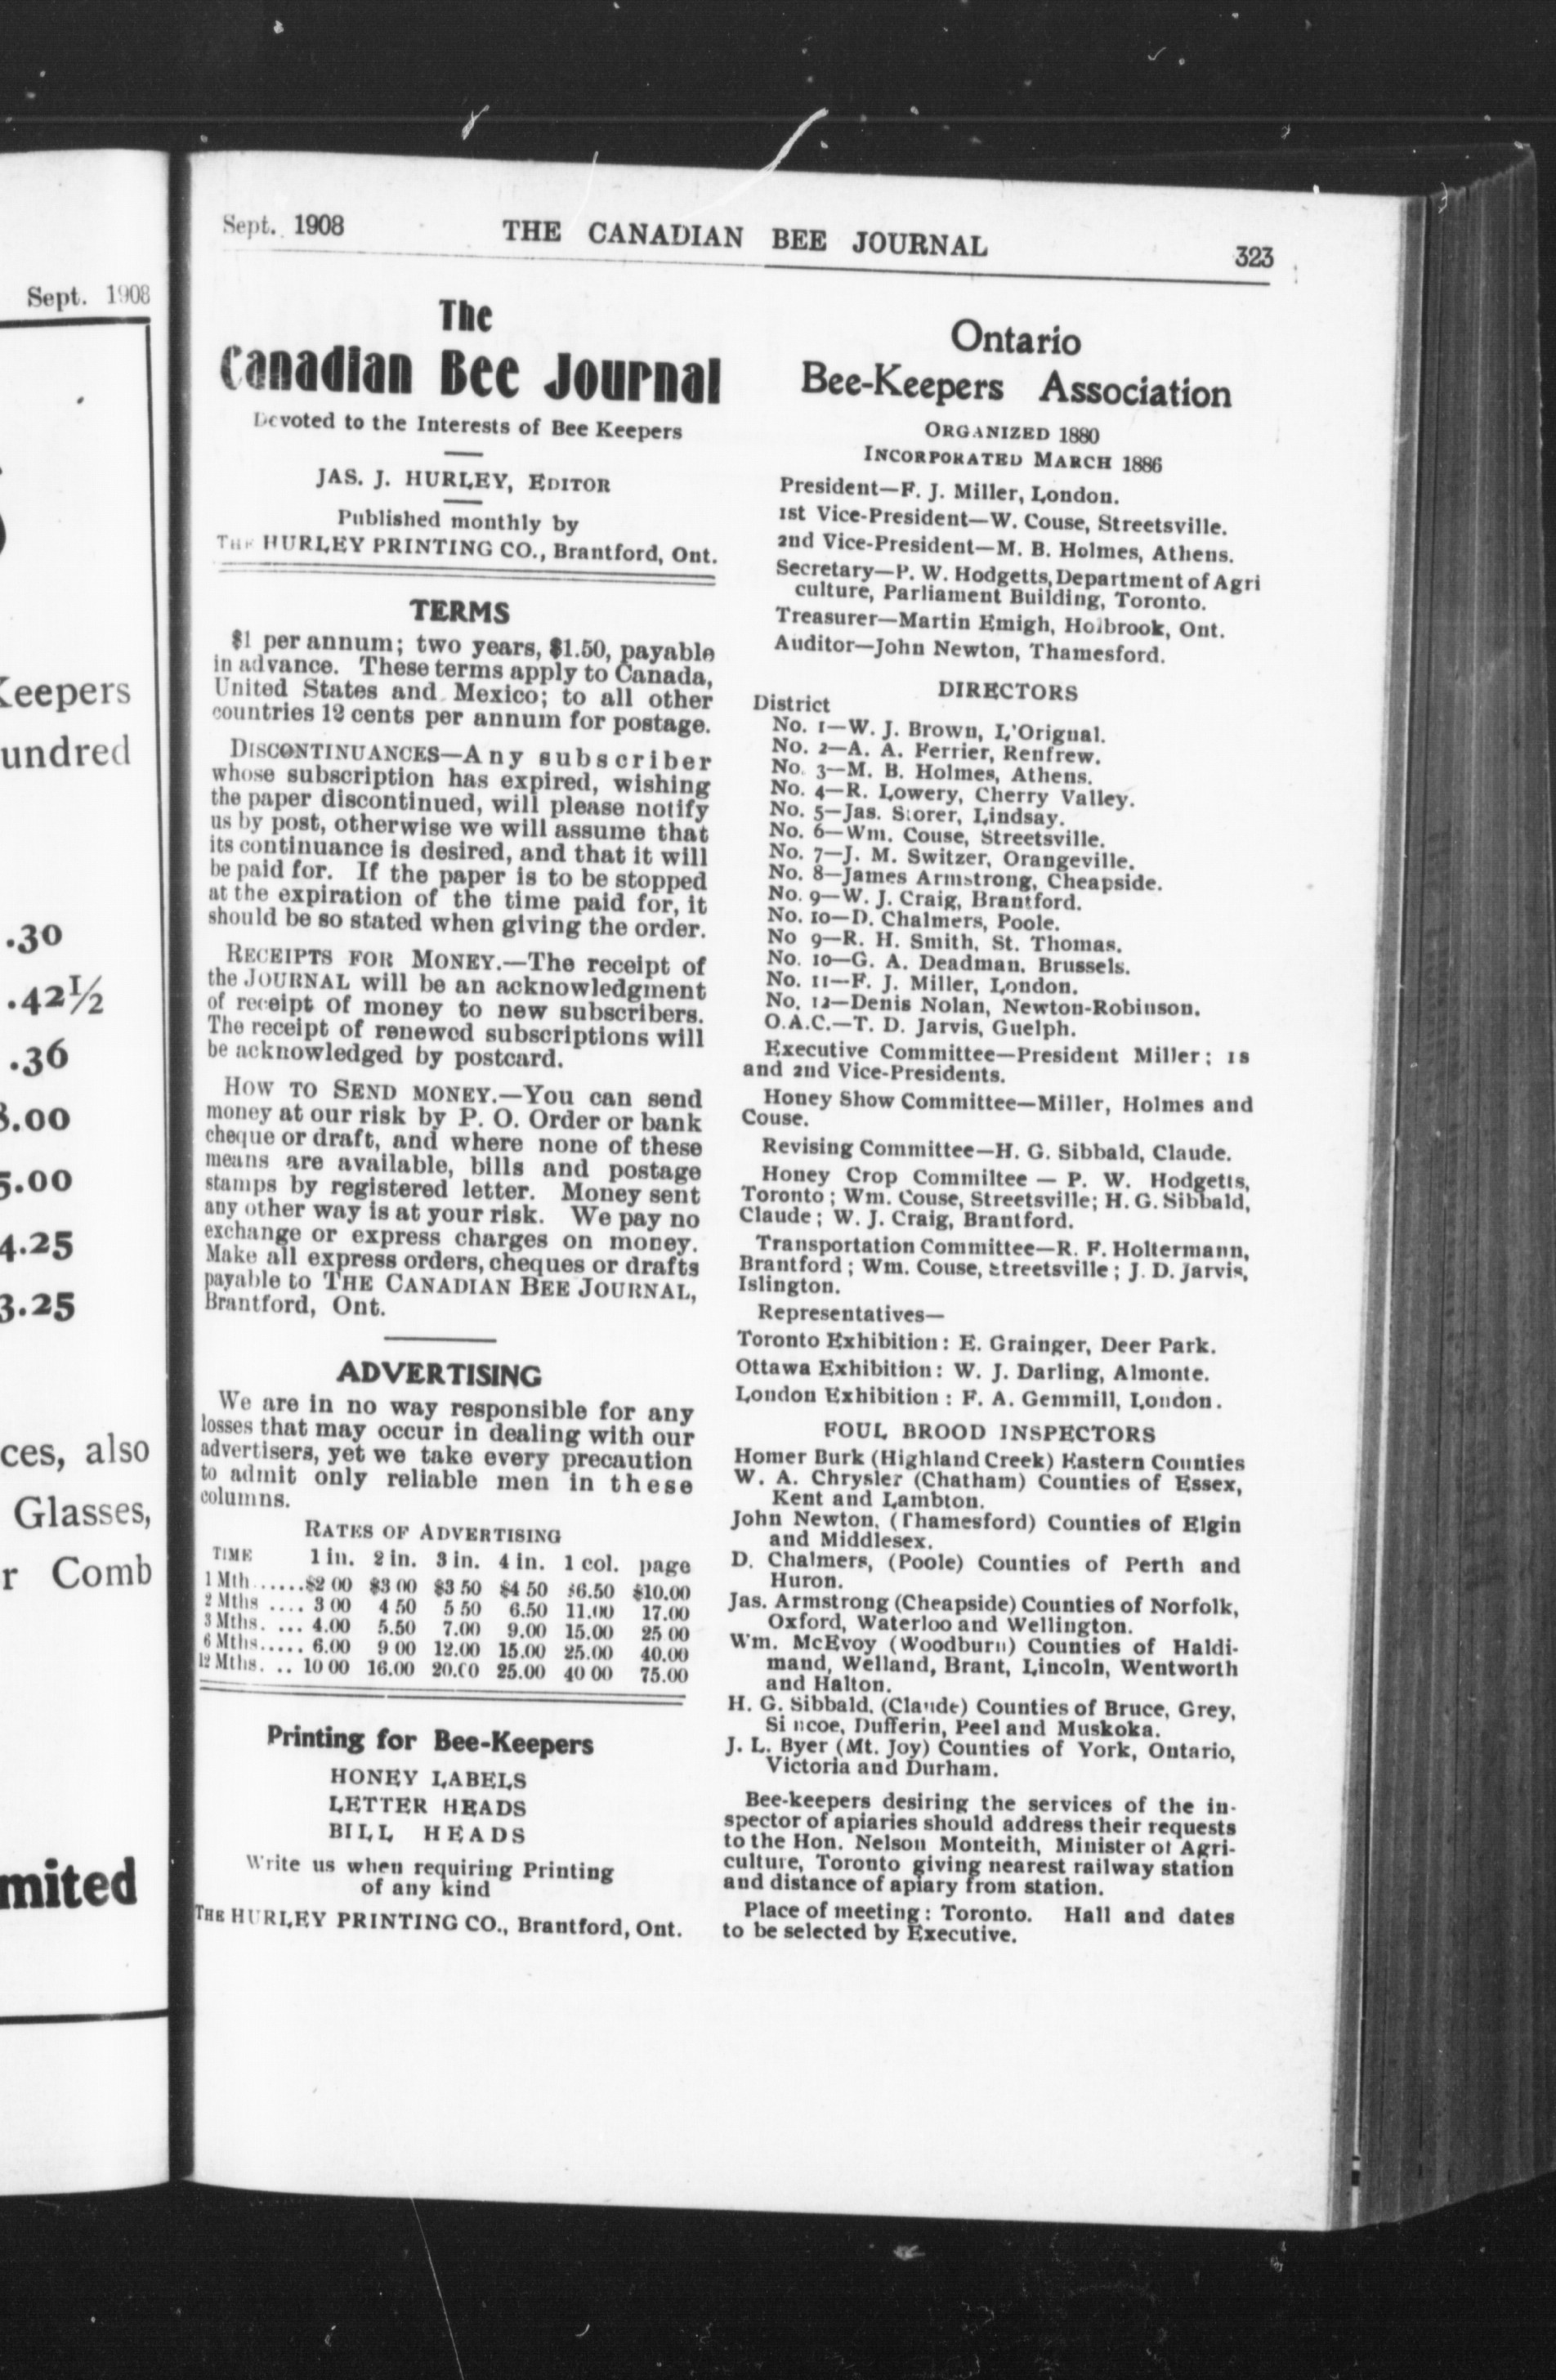 Sept. 1908
Keepers
undred
.30
.42½
.36
8.00
5.00
4.25
3.25
ces, also
Glasses,
r Comb
mited
Sept. 1908 THE CANADIAN BEE JOURNAL 323
The
Canadian Bee Journal
Devoted to the Interests of Bee Keepers
JAS. J. HURLEY, EDITOR
Published monthly by
THE HURLEY PRINTING CO., Brantford, Ont.
TERMS
$1 per annum; two years, $1.50, payable
in advance. These terms apply to Canada,
United States and Mexico; to all other
countries 12 cents per annum for postage.
DISCONTINUANCES—Any subscriber
whose subscription has expired, wishing
the paper discontinued, will please notify
us by post, otherwise we will assume that
its continuance is desired, and that it will
be paid for. If the paper is to be stopped
at the expiration of the time paid for, it
should be so stated when giving the order.
RECEIPTS FOR MONEY.—The receipt of
the JOURNAL will be an acknowledgment
of receipt of money to new subscribers.
The receipt of renewed subscriptions will
be acknowledged by postcard.
HOW TO SEND MONEY.—You can send
money at our risk by P. O. Order or bank
cheque or draft, and where none of these
means are available, bills and postage
stamps by registered letter. Money sent
any other way is at your risk. We pay no
exchange or express charges on money.
Make all express orders, cheques or drafts
payable to THE CANADIAN BEE JOURNAL,
Brantford, Ont.
ADVERTISING
We are in no way responsible for any
losses that may occur in dealing with our
advertisers, yet we take every precaution
to admit only reliable men in these
columns.
RATES OF ADVERTISING
TIME 1 in. 2 in. 3 in. 4 in. 1 col. page
1 Mth ......$2 00 $3 00 $3 50 $4 50 $6.50 $10.00
2 Mths .... 3 00 4 50 5 50 6.50 11.00 17.00
3 Mths. ... 4.00 5.50 7.00 9.00 15.00 25 00
6 Mths..... 6.00 9 00 12.00 15.00 25.00 40.00
12 Mths. .. 10 00 16.00 20.00 25.00 40 00 75.00
Printing for Bee-Keepers
HONEY LABELS
LETTER HEADS
BILL HEADS
Write us when requiring Printing
of any kind
THE HURLEY PRINTING CO., Brantford, Ont.
Ontario
Bee-Keepers Association
ORGANIZED 1880
INCORPORATED MARCH 1886
President—F. J. Miller, London.
1st Vice-President—W. Couse, Streetsville.
2nd Vice-President—M. B. Holmes, Athens.
Secretary—P. W. Hodgetts, Department of Agri
culture, Parliament Building, Toronto.
Treasurer—Martin Emigh, Holbrook, Ont.
Auditor—John Newton, Thamesford.
DIRECTORS
District
No. 1—W. J. Brown, L'Orignal.
No. 2—A. A. Ferrier, Renfrew.
No. 3—M. B. Holmes, Athens.
No. 4—R. Lowery, Cherry Valley.
No. 5—Jas. Storer, Lindsay.
No. 6—Wm. Couse, Streetsville.
No. 7—J. M. Switzer, Orangeville.
No. 8—James Armstrong, Cheapside.
No. 9—W. J. Craig, Brantford.
No. 10—D. Chalmers, Poole.
No 9—R. H. Smith, St. Thomas.
No. 10—G. A. Deadman. Brussels.
No. 11—F. J. Miller, London.
No. 12—Denis Nolan, Newton-Robinson.
O.A.C.—T. D. Jarvis, Guelph.
Executive Committee—President Miller; 1s
and 2nd Vice-Presidents.
Honey Show Committee—Miller, Holmes and
Couse.
Revising Committee—H. G. Sibbald, Claude.
Honey Crop Commiltee — P. W. Hodgetts,
Toronto; Wm. Couse, Streetsville; H. G. Sibbald,
Claude; W. J. Craig, Brantford.
Transportation Committee—R. F. Holtermann,
Brantford; Wm. Couse, Streetsville; J. D. Jarvis,
Islington.
Representatives—
Toronto Exhibition: E. Grainger, Deer Park.
Ottawa Exhibition: W. J. Darling, Almonte.
London Exhibition: F. A. Gemmill, London.
FOUL BROOD INSPECTORS
Homer Burk (Highland Creek) Eastern Counties
W. A. Chrysler (Chatham) Counties of Essex,
Kent and Lambton.
John Newton, (Thamesford) Counties of Elgin
and Middlesex.
D. Chalmers, (Poole) Counties of Perth and
Huron.
Jas. Armstrong (Cheapside) Counties of Norfolk,
Oxford, Waterloo and Wellington.
Wm. McEvoy (Woodburn) Counties of Haldi-
mand, Welland, Brant, Lincoln, Wentworth
and Halton.
H. G. Sibbald, (Claude) Counties of Bruce, Grey,
Simcoe, Dufferin, Peel and Muskoka.
J. L. Byer (Mt. Joy) Counties of York, Ontario,
Victoria and Durham.
Bee-keepers desiring the services of the in-
spector of apiaries should address their requests
to the Hon. Nelson Monteith, Minister of Agri-
culture, Toronto giving nearest railway station
and distance of apiary from station.
Place of meeting: Toronto. Hall and dates
to be selected by Executive.